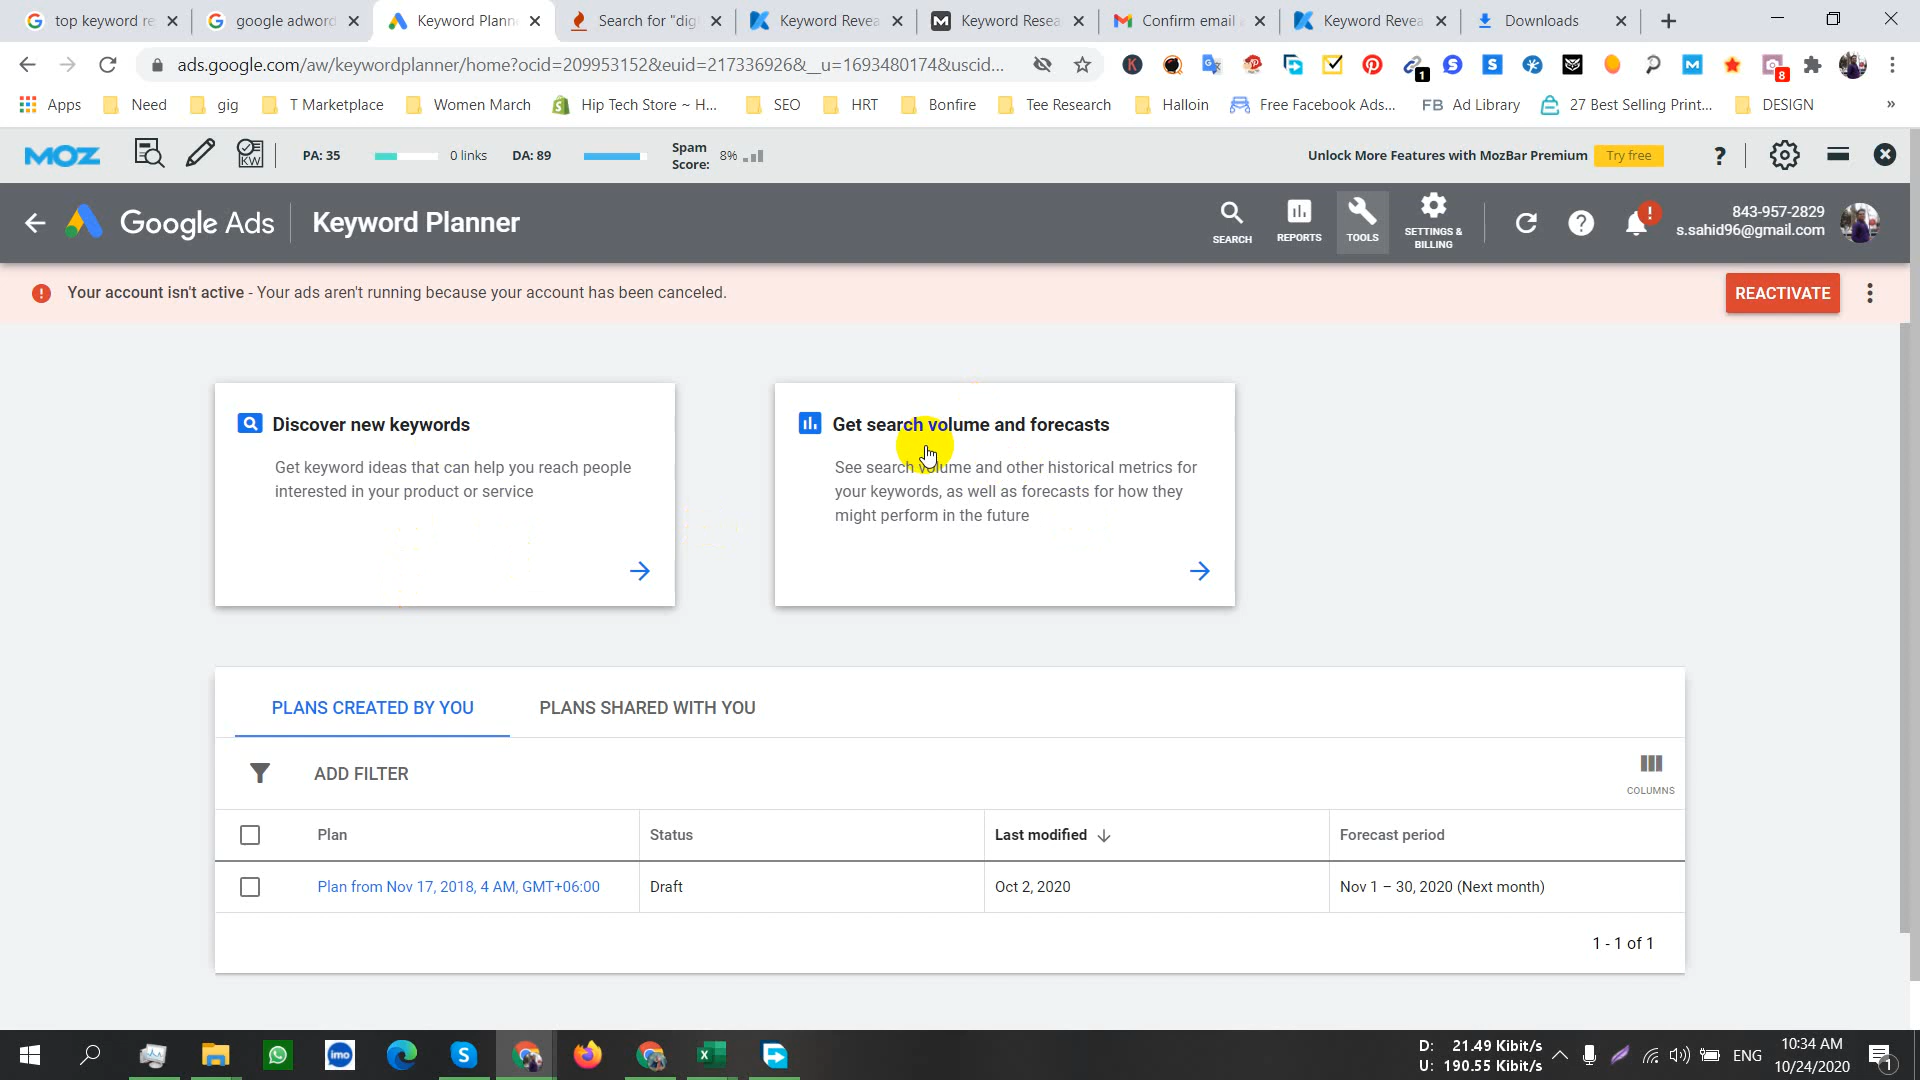 top keyword re
google adword
Keyword Plann
Search for "dig
Keyword Revea
Keyword Resea
Confirm email
Keyword Revea
Downloads
ads.google.com/aw/keywordplanner/home?ocid=209953152&euid=217336926&__u=1693480174&uscid...
1
8
Apps
Need
gig
T Marketplace
Women March
Hip Tech Store ~ H...
SEO
HRT
Bonfire
Tee Research
Halloin
Free Facebook Ads...
FB Ad Library
27 Best Selling Print...
DESIGN
»
MOZ
KW
PA: 35
0 links
DA: 89
Spam
Score:
8%
Unlock More Features with MozBar Premium
Try free
?
Google Ads
Keyword Planner
SEARCH
REPORTS
TOOLS
SETTINGS &
BILLING
843-957-2829
s.sahid96@gmail.com
Your account isn't active - Your ads aren't running because your account has been canceled.
REACTIVATE
Discover new keywords
Get keyword ideas that can help you reach people
interested in your product or service
Get search volume and forecasts
See search volume and other historical metrics for
your keywords, as well as forecasts for how they
might perform in the future
PLANS CREATED BY YOU
PLANS SHARED WITH YOU
ADD FILTER
COLUMNS
Plan
Status
Last modified
Forecast period
Plan from Nov 17, 2018, 4 AM, GMT+06:00
Draft
Oct 2, 2020
Nov 1 – 30, 2020 (Next month)
1 - 1 of 1
imo
D: 21.49 Kibit/s
U: 190.55 Kibit/s
ENG
10:34 AM
10/24/2020
1